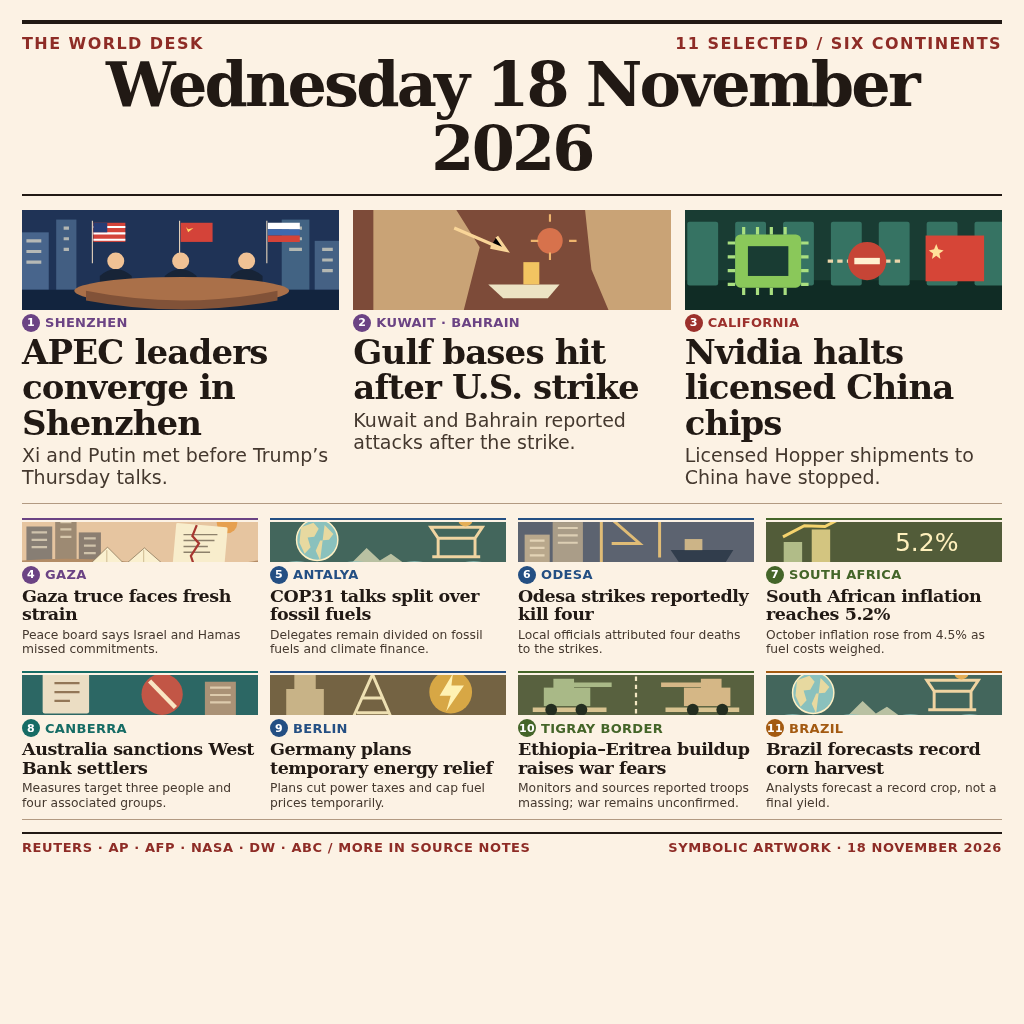 THE WORLD DESK
11 SELECTED / SIX CONTINENTS
Wednesday 18 November
2026
1 SHENZHEN
APEC leaders
converge in
Shenzhen
Xi and Putin met before Trump’s
Thursday talks.
2 KUWAIT · BAHRAIN
Gulf bases hit
after U.S. strike
Kuwait and Bahrain reported
attacks after the strike.
3 CALIFORNIA
Nvidia halts
licensed China
chips
Licensed Hopper shipments to
China have stopped.
4 GAZA
Gaza truce faces fresh
strain
Peace board says Israel and Hamas
missed commitments.
5 ANTALYA
COP31 talks split over
fossil fuels
Delegates remain divided on fossil
fuels and climate finance.
6 ODESA
Odesa strikes reportedly
kill four
Local officials attributed four deaths
to the strikes.
5.2%
7 SOUTH AFRICA
South African inflation
reaches 5.2%
October inflation rose from 4.5% as
fuel costs weighed.
8 CANBERRA
Australia sanctions West
Bank settlers
Measures target three people and
four associated groups.
9 BERLIN
Germany plans
temporary energy relief
Plans cut power taxes and cap fuel
prices temporarily.
10 TIGRAY BORDER
Ethiopia–Eritrea buildup
raises war fears
Monitors and sources reported troops
massing; war remains unconfirmed.
11 BRAZIL
Brazil forecasts record
corn harvest
Analysts forecast a record crop, not a
final yield.
REUTERS · AP · AFP · NASA · DW · ABC / MORE IN SOURCE NOTES
SYMBOLIC ARTWORK · 18 NOVEMBER 2026